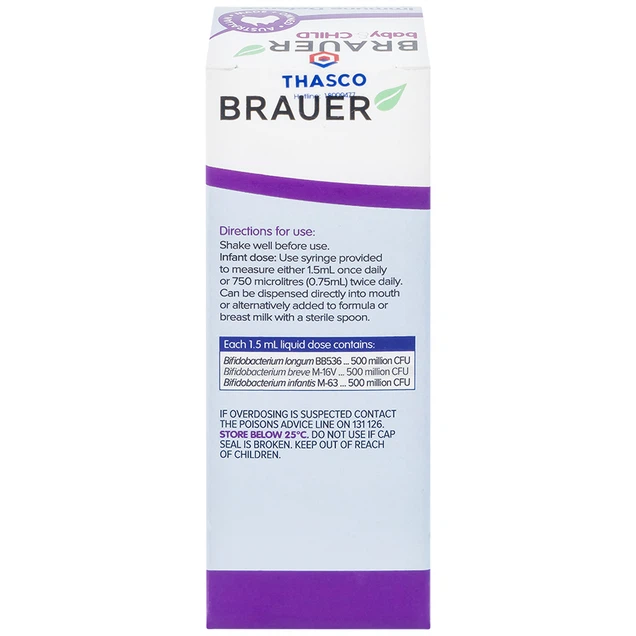 BRAUER
baby & CHILD
THASCO
BRAUER
Directions for use:
Shake well before use.
Infant dose: Use syringe provided
to measure either 1.5mL once daily
or 750 microlitres (0.75mL) twice daily.
Can be dispensed directly into mouth
or alternatively added to formula or
breast milk with a sterile spoon.
Each 1.5 mL liquid dose contains:
Bifidobacterium longum BB536 ... 500 million CFU
Bifidobacterium breve M-16V ... 500 million CFU
Bifidobacterium infantis M-63 ... 500 million CFU
IF OVERDOSING IS SUSPECTED CONTACT
THE POISONS ADVICE LINE ON 131 126.
STORE BELOW 25°C. DO NOT USE IF CAP
SEAL IS BROKEN. KEEP OUT OF REACH
OF CHILDREN.